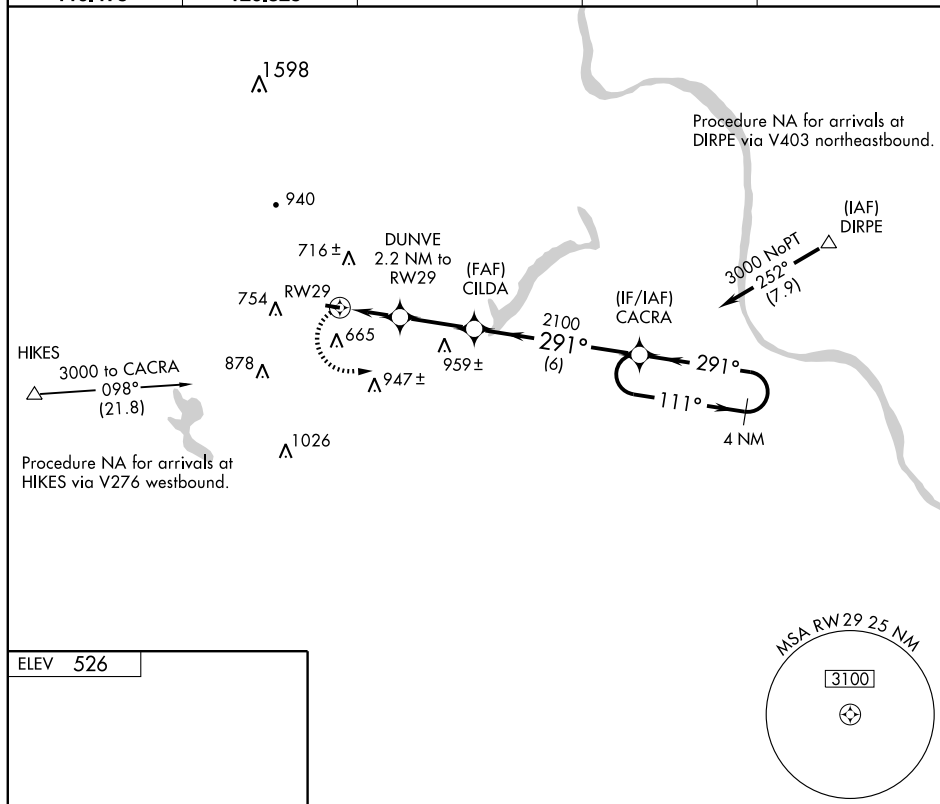 1598
Procedure NA for arrivals at
DIRPE via V403 northeastbound.
940
(IAF)
DIRPE
716 ±
DUNVE
2.2 NM to
RW29
(FAF)
CILDA
3000 NoPT
252°
(7.9)
754
RW29
(IF/IAF)
CACRA
2100
291°
(6)
665
959 ±
HIKES
3000 to CACRA
098°
(21.8)
878
947 ±
291°
111°
4 NM
1026
Procedure NA for arrivals at
HIKES via V276 westbound.
MSA RW 29 25 NM
3100
ELEV 526